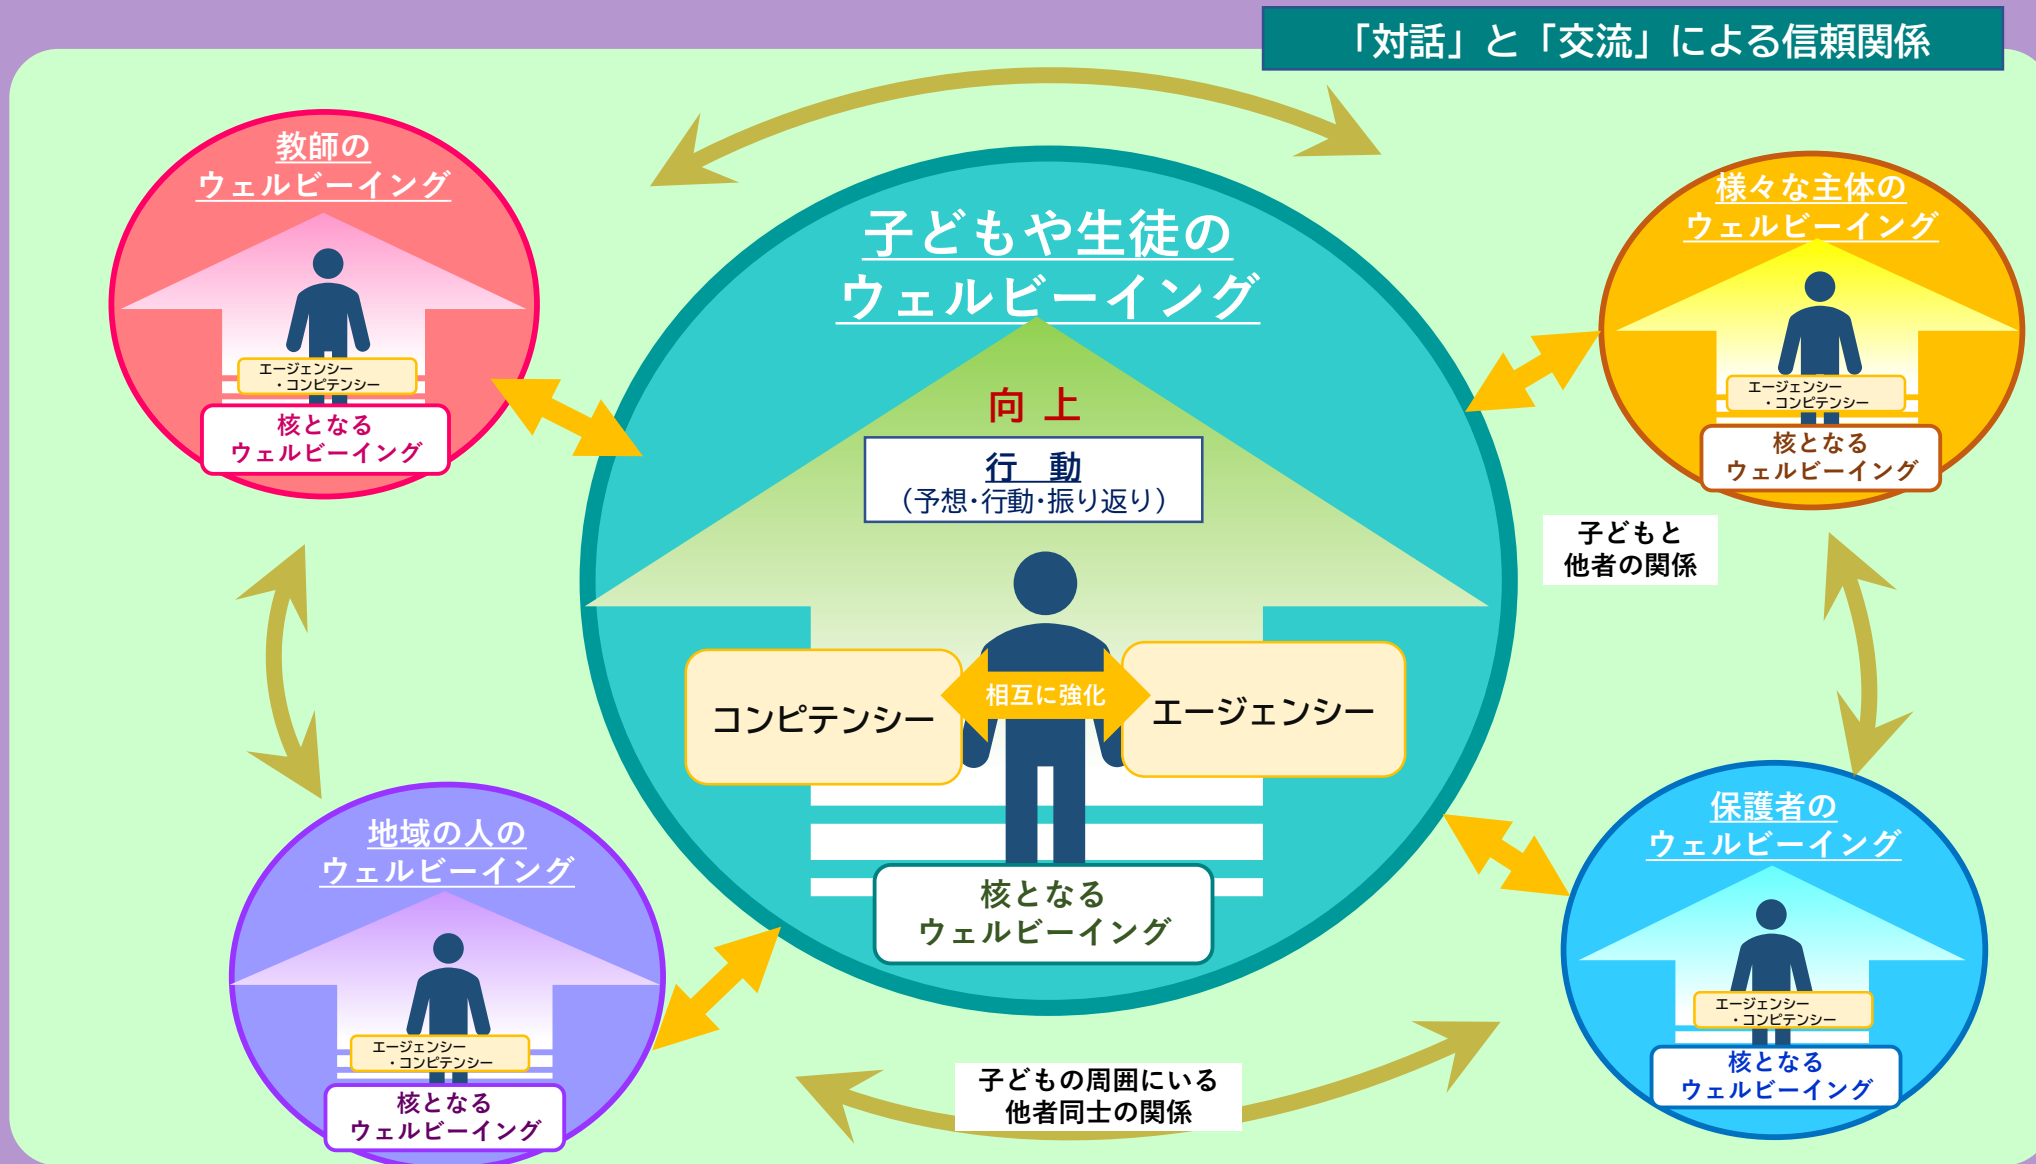 「対話」と「交流」による信頼関係
教師の
ウェルビーイング
エージェンシー
・コンピテンシー
核となる
ウェルビーイング
子どもや生徒の
ウェルビーイング
向 上
行 動
（予想・行動・振り返り）
コンピテンシー
相互に強化
エージェンシー
核となる
ウェルビーイング
様々な主体の
ウェルビーイング
エージェンシー
・コンピテンシー
核となる
ウェルビーイング
子どもと
他者の関係
地域の人の
ウェルビーイング
エージェンシー
・コンピテンシー
核となる
ウェルビーイング
子どもの周囲にいる
他者同士の関係
保護者の
ウェルビーイング
エージェンシー
・コンピテンシー
核となる
ウェルビーイング